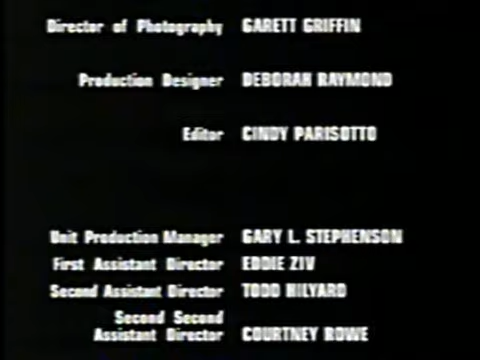 Director of Photography GARETT GRIFFIN
Production Designer DEBORAH RAYMOND
Editor CINDY PARISOTTO
Unit Production Manager GARY L. STEPHENSON
First Assistant Director EDDIE ZIV
Second Assistant Director TODD HILYARD
Second Second
Assistant Director COURTNEY ROWE